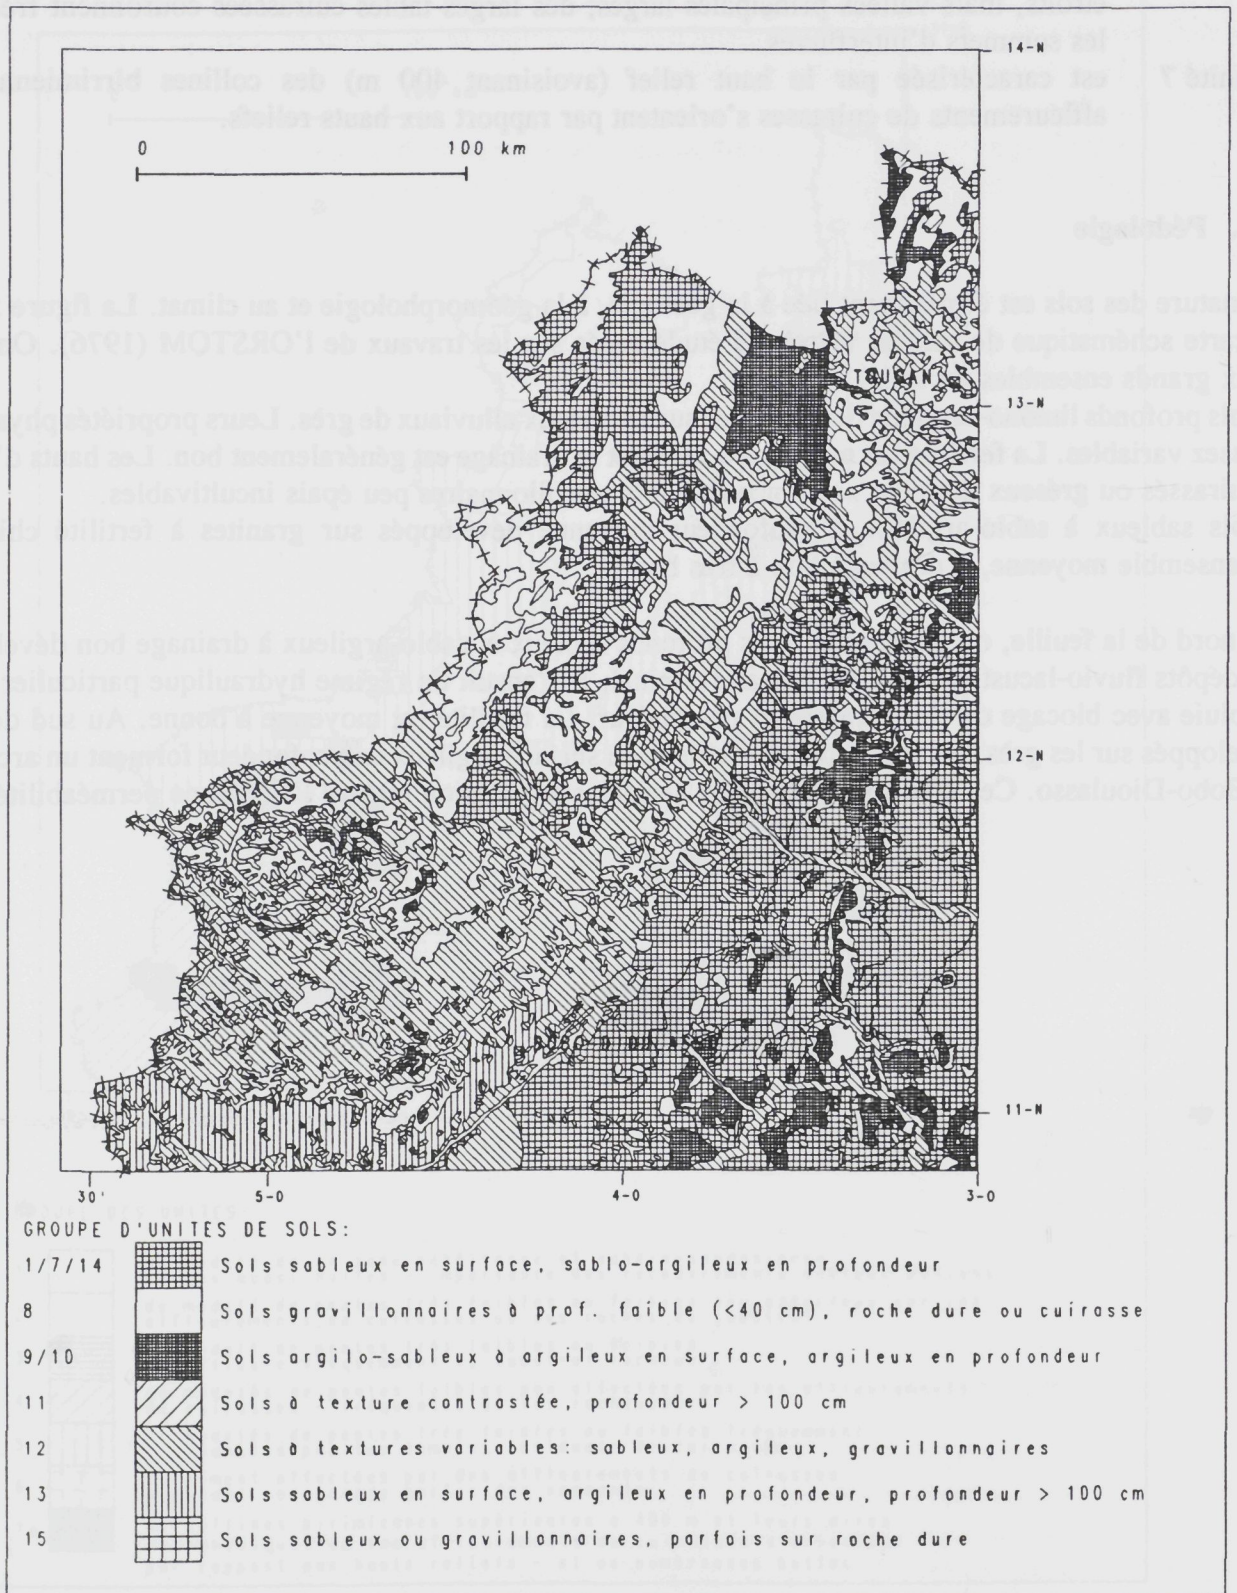 14-N
0 100 km
TOUGAN
13-N
NOUNA
DEDOUGOU
12-N
11-N
30' 5-0 4-0 3-0
GROUPE D'UNITES DE SOLS:
1/7/14 Sols sableux en surface, sablo-argileux en profondeur
8 Sols gravillonnaires à prof. faible (<40 cm), roche dure ou cuirasse
9/10 Sols argilo-sableux à argileux en surface, argileux en profondeur
11 Sols à texture contrastée, profondeur > 100 cm
12 Sols à textures variables: sableux, argileux, gravillonnaires
13 Sols sableux en surface, argileux en profondeur, profondeur > 100 cm
15 Sols sableux ou gravillonnaires, parfois sur roche dure